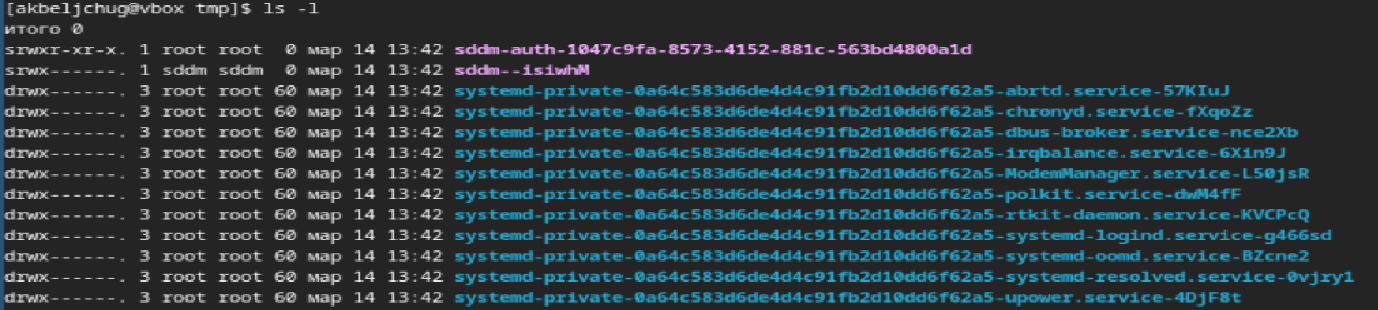 [akbeljchug@vbox tmp]$ ls -l
итого 0
srwxr-xr-x. 1 root root  0 мар 14 13:42 sddm-auth-1047c9fa-8573-4152-881c-563bd4800a1d
srwx------. 1 sddm sddm  0 мар 14 13:42 sddm--isiwhM
drwx------. 3 root root 60 мар 14 13:42 systemd-private-0a64c583d6de4d4c91fb2d10dd6f62a5-abrtd.service-57KIuJ
drwx------. 3 root root 60 мар 14 13:42 systemd-private-0a64c583d6de4d4c91fb2d10dd6f62a5-chronyd.service-fXqoZz
drwx------. 3 root root 60 мар 14 13:42 systemd-private-0a64c583d6de4d4c91fb2d10dd6f62a5-dbus-broker.service-nce2Xb
drwx------. 3 root root 60 мар 14 13:42 systemd-private-0a64c583d6de4d4c91fb2d10dd6f62a5-irqbalance.service-6Xin9J
drwx------. 3 root root 60 мар 14 13:42 systemd-private-0a64c583d6de4d4c91fb2d10dd6f62a5-ModemManager.service-L50jsR
drwx------. 3 root root 60 мар 14 13:42 systemd-private-0a64c583d6de4d4c91fb2d10dd6f62a5-polkit.service-dwM4fF
drwx------. 3 root root 60 мар 14 13:42 systemd-private-0a64c583d6de4d4c91fb2d10dd6f62a5-rtkit-daemon.service-KVCPcQ
drwx------. 3 root root 60 мар 14 13:42 systemd-private-0a64c583d6de4d4c91fb2d10dd6f62a5-systemd-logind.service-g466sd
drwx------. 3 root root 60 мар 14 13:42 systemd-private-0a64c583d6de4d4c91fb2d10dd6f62a5-systemd-oomd.service-BZcne2
drwx------. 3 root root 60 мар 14 13:42 systemd-private-0a64c583d6de4d4c91fb2d10dd6f62a5-systemd-resolved.service-0vjry1
drwx------. 3 root root 60 мар 14 13:42 systemd-private-0a64c583d6de4d4c91fb2d10dd6f62a5-upower.service-4DjF8t